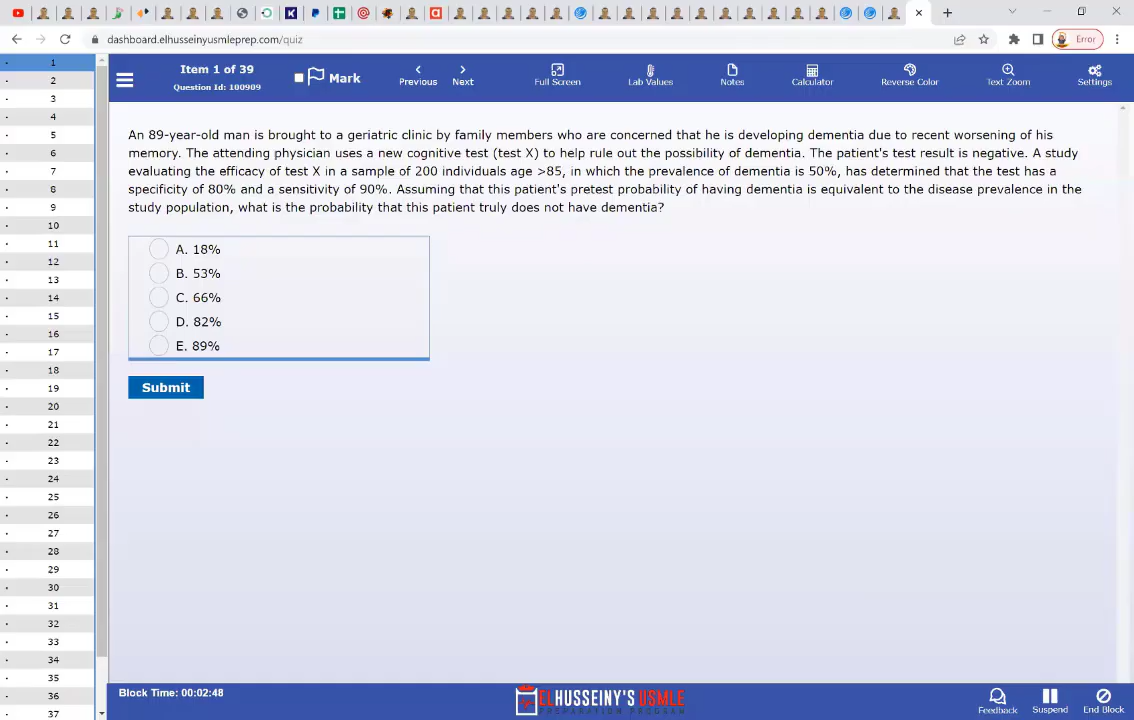 dashboard.elhusseinyusmleprep.com/quiz
Error
Item 1 of 39
Question Id: 100909
Mark
Previous
Next
Full Screen
Lab Values
Notes
Calculator
Reverse Color
Text Zoom
Settings
1
2
3
4
5
6
7
8
9
10
11
12
13
14
15
16
17
18
19
20
21
22
23
24
25
26
27
28
29
30
31
32
33
34
35
36
37
An 89-year-old man is brought to a geriatric clinic by family members who are concerned that he is developing dementia due to recent worsening of his
memory. The attending physician uses a new cognitive test (test X) to help rule out the possibility of dementia. The patient's test result is negative. A study
evaluating the efficacy of test X in a sample of 200 individuals age >85, in which the prevalence of dementia is 50%, has determined that the test has a
specificity of 80% and a sensitivity of 90%. Assuming that this patient's pretest probability of having dementia is equivalent to the disease prevalence in the
study population, what is the probability that this patient truly does not have dementia?
A. 18%
B. 53%
C. 66%
D. 82%
E. 89%
Submit
Block Time: 00:02:48
ELHUSSEINY'S USMLE
PREPARATION PROGRAM
Feedback
Suspend
End Block